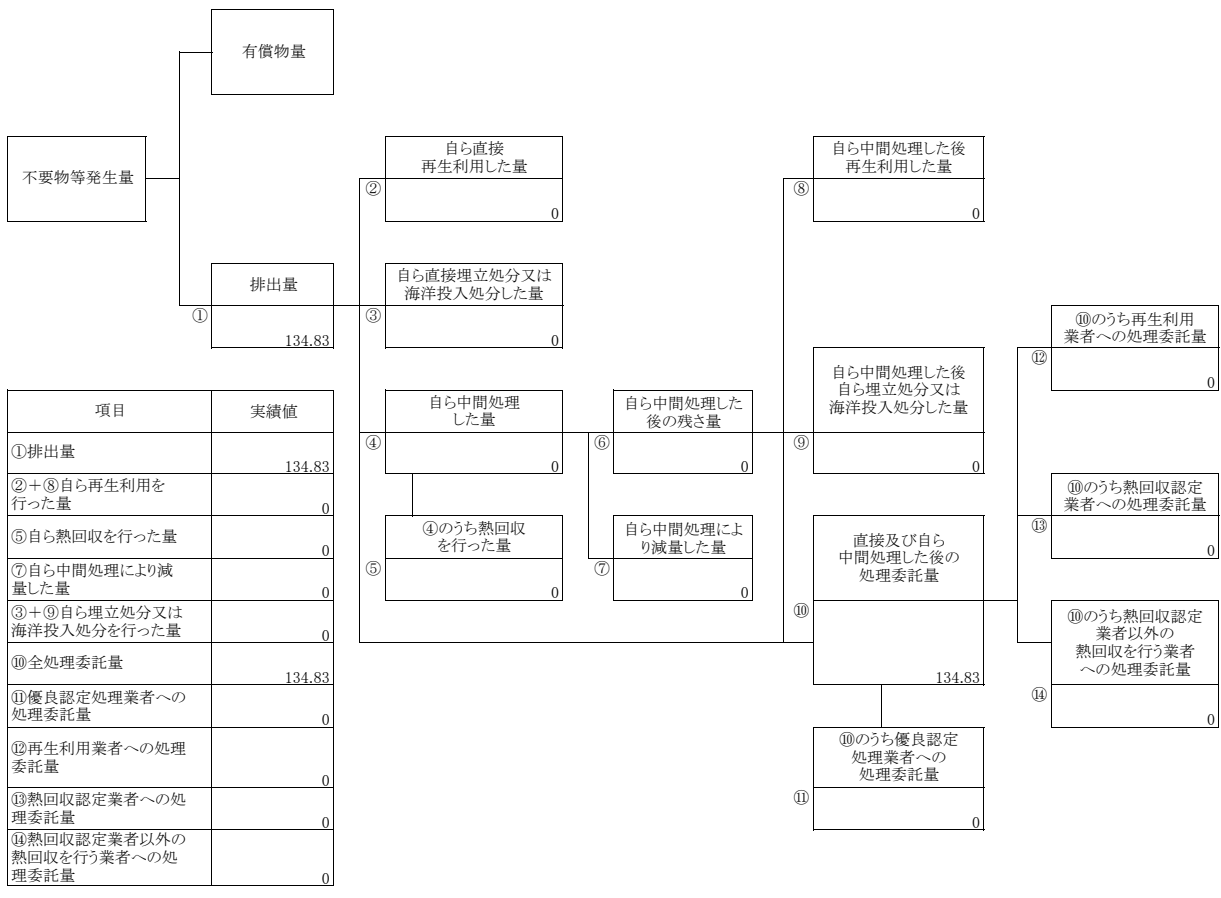 有償物量
不要物等発生量
排出量
①
134.83
自ら直接
再生利用した量
②
0
自ら直接埋立処分又は
海洋投入処分した量
③
0
自ら中間処理
した量
④
0
④のうち熱回収
を行った量
⑤
0
自ら中間処理した
後の残さ量
⑥
0
自ら中間処理によ
り減量した量
⑦
0
自ら中間処理した後
再生利用した量
⑧
0
自ら中間処理した後
自ら埋立処分又は
海洋投入処分した量
⑨
0
直接及び自ら
中間処理した後の
処理委託量
⑩
134.83
⑩のうち優良認定
処理業者への
処理委託量
⑪
0
⑩のうち再生利用
業者への処理委託量
⑫
0
⑩のうち熱回収認定
業者への処理委託量
⑬
0
⑩のうち熱回収認定
業者以外の
熱回収を行う業者
への処理委託量
⑭
0
項目 実績値
①排出量
134.83
②＋⑧自ら再生利用を
行った量
0
⑤自ら熱回収を行った量
0
⑦自ら中間処理により減
量した量
0
③＋⑨自ら埋立処分又は
海洋投入処分を行った量
0
⑩全処理委託量
134.83
⑪優良認定処理業者への
処理委託量
0
⑫再生利用業者への処理
委託量
0
⑬熱回収認定業者への処
理委託量
0
⑭熱回収認定業者以外の
熱回収を行う業者への処
理委託量
0